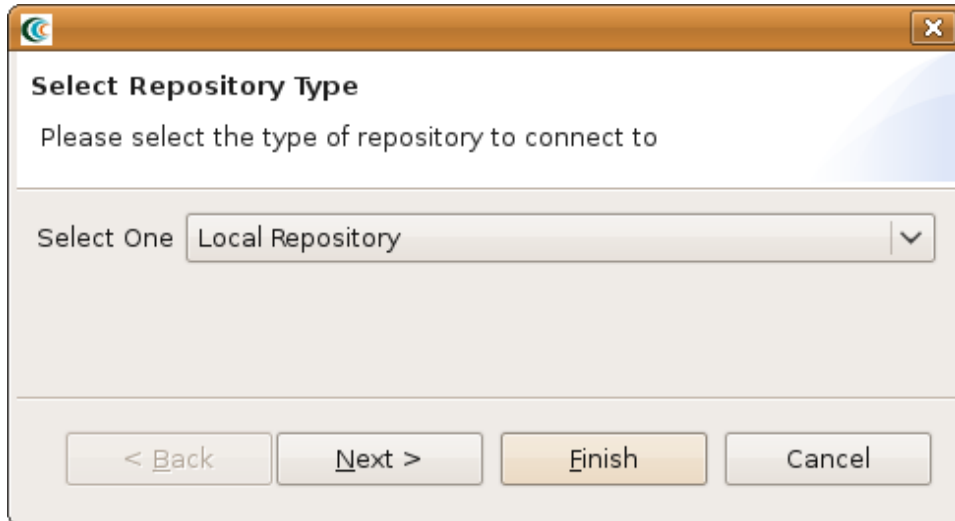 Select Repository Type
Please select the type of repository to connect to
Select One Local Repository
< Back Next > Finish Cancel